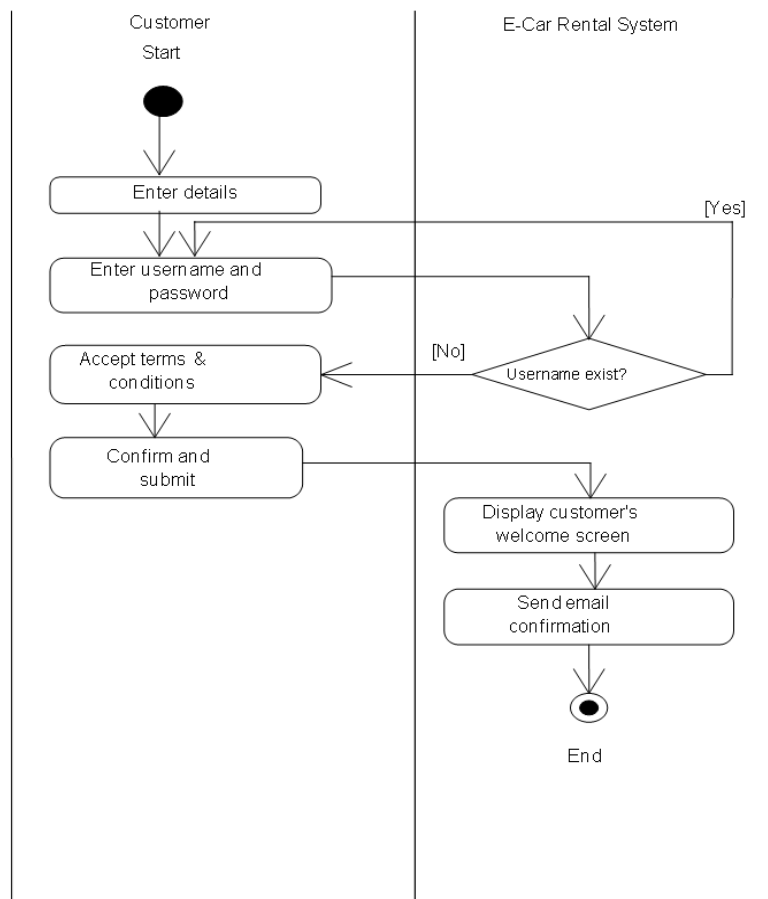 Customer
E-Car Rental System
Start
Enter details
[Yes]
Enter username and
password
[No]
Accept terms &
conditions
Username exist?
Confirm and
submit
Display customer's
welcome screen
Send email
confirmation
End